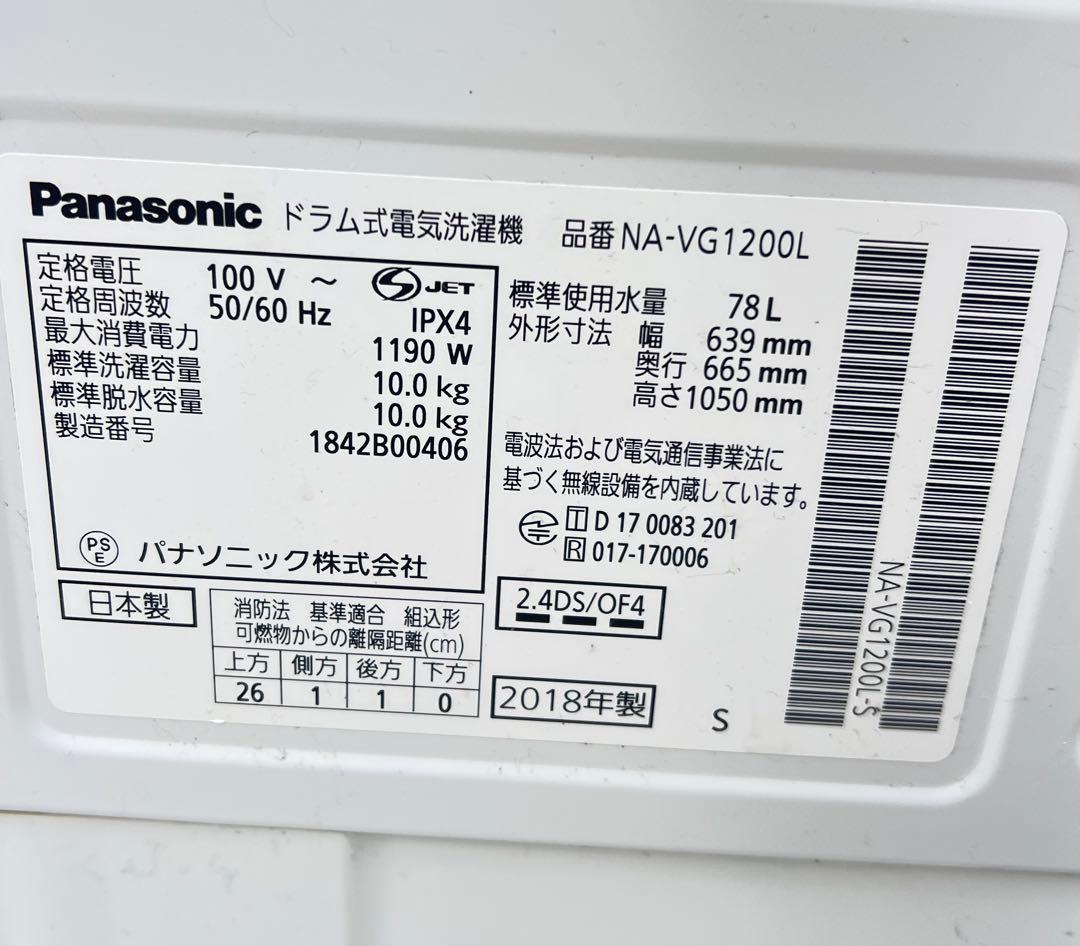 Panasonic ドラム式電気洗濯機 品番 NA-VG1200L
定格電圧 100 V ～ S JET
定格周波数 50/60 Hz IPX4
最大消費電力 1190 W
標準洗濯容量 10.0 kg
標準脱水容量 10.0 kg
製造番号 1842B00406
PS
E
パナソニック株式会社
日本製
消防法 基準適合 組込形
可燃物からの離隔距離(cm)
上方 側方 後方 下方
26 1 1 0
標準使用水量 78 L
外形寸法 幅 639 mm
奥行 665 mm
高さ 1050 mm
電波法および電気通信事業法に
基づく無線設備を内蔵しています。
T D 17 0083 201
R 017-170006
2.4DS/OF4
2018年製
S
NA-VG1200L-S